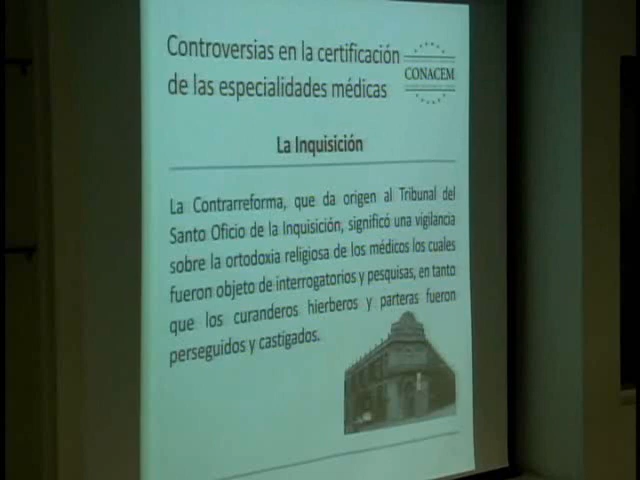 Controversias en la certificación
de las especialidades médicas
CONACEM
La Inquisición
La Contrarreforma, que da origen al Tribunal del
Santo Oficio de la Inquisición, significó una vigilancia
sobre la ortodoxia religiosa de los médicos los cuales
fueron objeto de interrogatorios y pesquisas, en tanto
que los curanderos hierberos y parteras fueron
perseguidos y castigados.